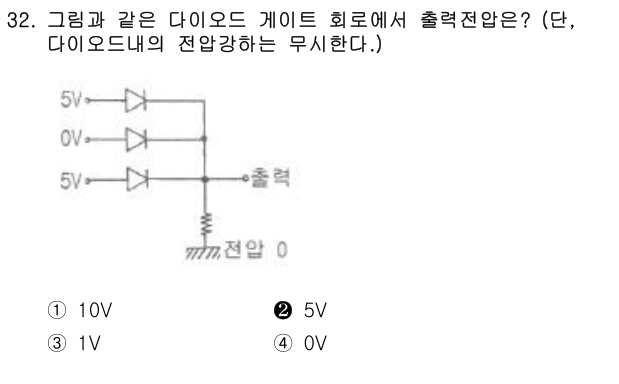 32. 그림과 같은 다이오드 게이트 회로에서 출력전압은? (단,
다이오드내의 전압강하는 무시한다.)
5V
0V
5V
출력
전압 0
① 10V ❷ 5V
③ 1V ④ 0V